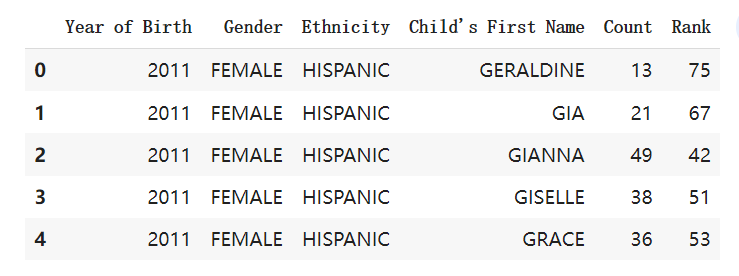 Year of Birth Gender Ethnicity Child's First Name Count Rank
0 2011 FEMALE HISPANIC GERALDINE 13 75
1 2011 FEMALE HISPANIC GIA 21 67
2 2011 FEMALE HISPANIC GIANNA 49 42
3 2011 FEMALE HISPANIC GISELLE 38 51
4 2011 FEMALE HISPANIC GRACE 36 53